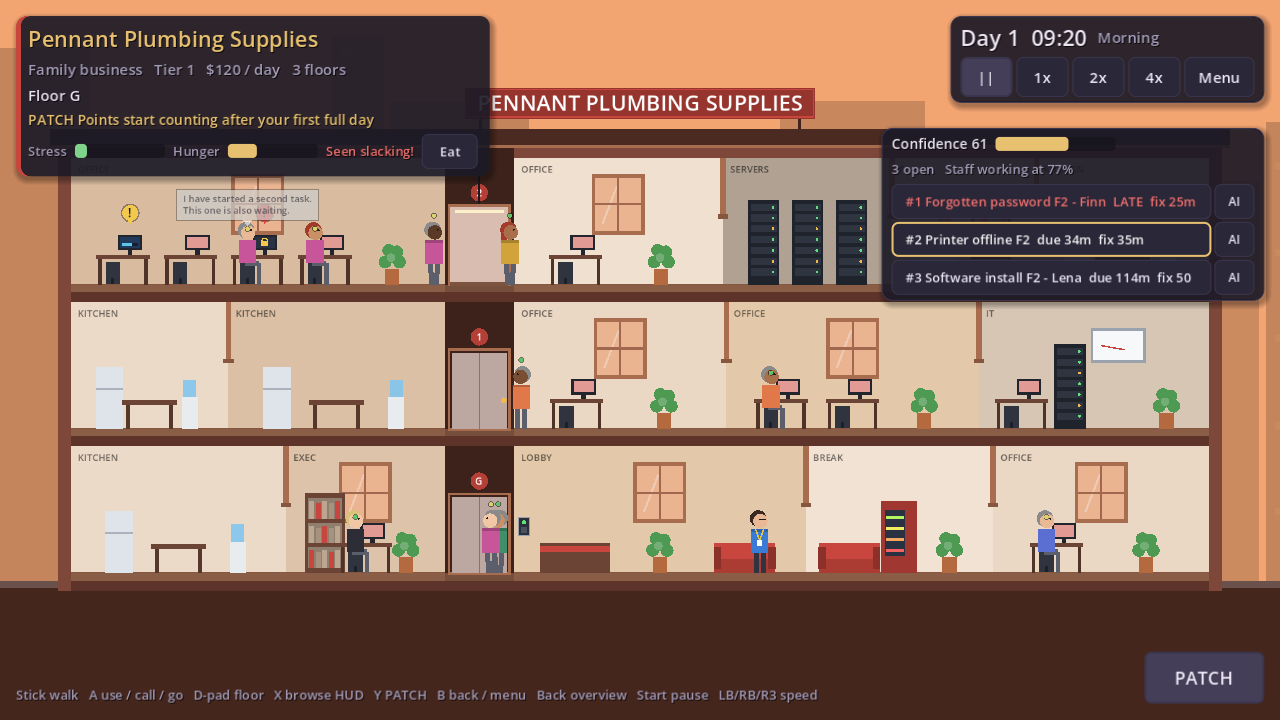 Pennant Plumbing Supplies
Family business Tier 1 $120 / day 3 floors
Floor G
PATCH Points start counting after your first full day
Stress Hunger Seen slacking! Eat
Day 1 09:20 Morning
|| 1x 2x 4x Menu
PENNANT PLUMBING SUPPLIES
Confidence 61
3 open Staff working at 77%
#1 Forgotten password F2 - Finn LATE fix 25m AI
#2 Printer offline F2 due 34m fix 35m AI
#3 Software install F2 - Lena due 114m fix 50 AI
OFFICE SERVERS
I have started a second task.
This one is also waiting.
2
KITCHEN KITCHEN 1 OFFICE OFFICE IT
KITCHEN EXEC G LOBBY BREAK OFFICE
PATCH
Stick walk A use / call / go D-pad floor X browse HUD Y PATCH B back / menu Back overview Start pause LB/RB/R3 speed